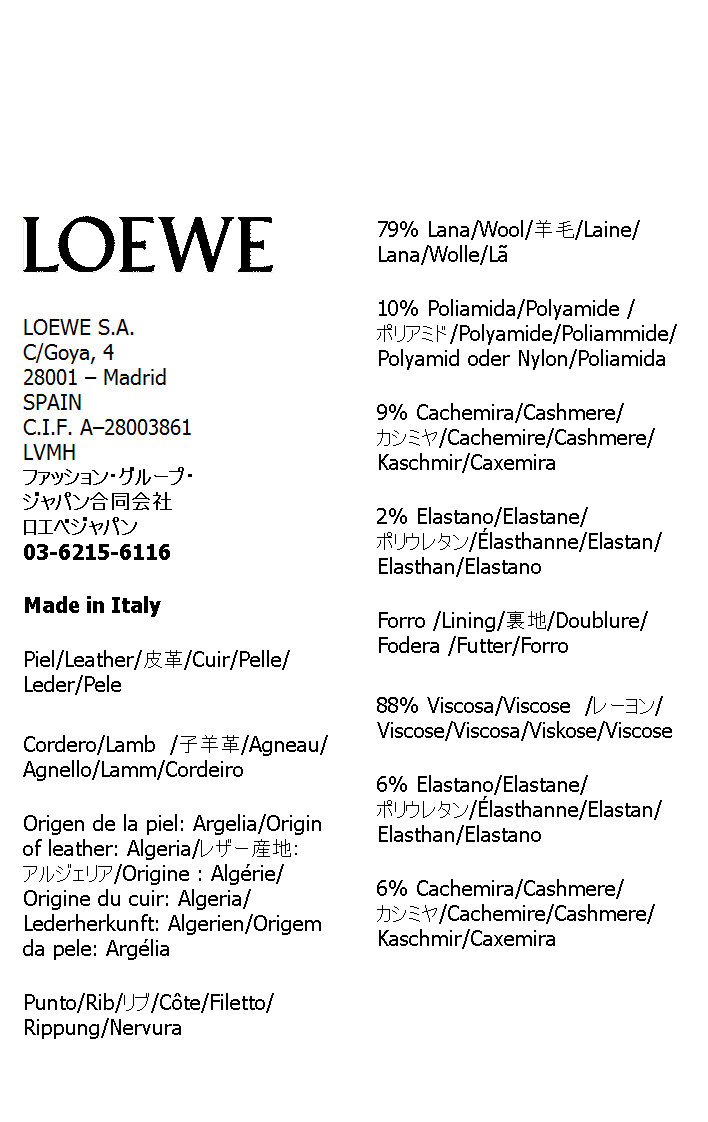 LOEWE
LOEWE S.A.
C/Goya, 4
28001 – Madrid
SPAIN
C.I.F. A–28003861
LVMH
ファッション・グループ・
ジャパン合同会社
ロエベジャパン
03-6215-6116
Made in Italy
Piel/Leather/皮革/Cuir/Pelle/
Leder/Pele
Cordero/Lamb /子羊革/Agneau/
Agnello/Lamm/Cordeiro
Origen de la piel: Argelia/Origin
of leather: Algeria/レザー産地:
アルジェリア/Origine : Algérie/
Origine du cuir: Algeria/
Lederherkunft: Algerien/Origem
da pele: Argélia
Punto/Rib/リブ/Côte/Filetto/
Rippung/Nervura
79% Lana/Wool/羊毛/Laine/
Lana/Wolle/Lã
10% Poliamida/Polyamide /
ポリアミド/Polyamide/Poliammide/
Polyamid oder Nylon/Poliamida
9% Cachemira/Cashmere/
カシミヤ/Cachemire/Cashmere/
Kaschmir/Caxemira
2% Elastano/Elastane/
ポリウレタン/Élasthanne/Elastan/
Elasthan/Elastano
Forro /Lining/裏地/Doublure/
Fodera /Futter/Forro
88% Viscosa/Viscose /レーヨン/
Viscose/Viscosa/Viskose/Viscose
6% Elastano/Elastane/
ポリウレタン/Élasthanne/Elastan/
Elasthan/Elastano
6% Cachemira/Cashmere/
カシミヤ/Cachemire/Cashmere/
Kaschmir/Caxemira